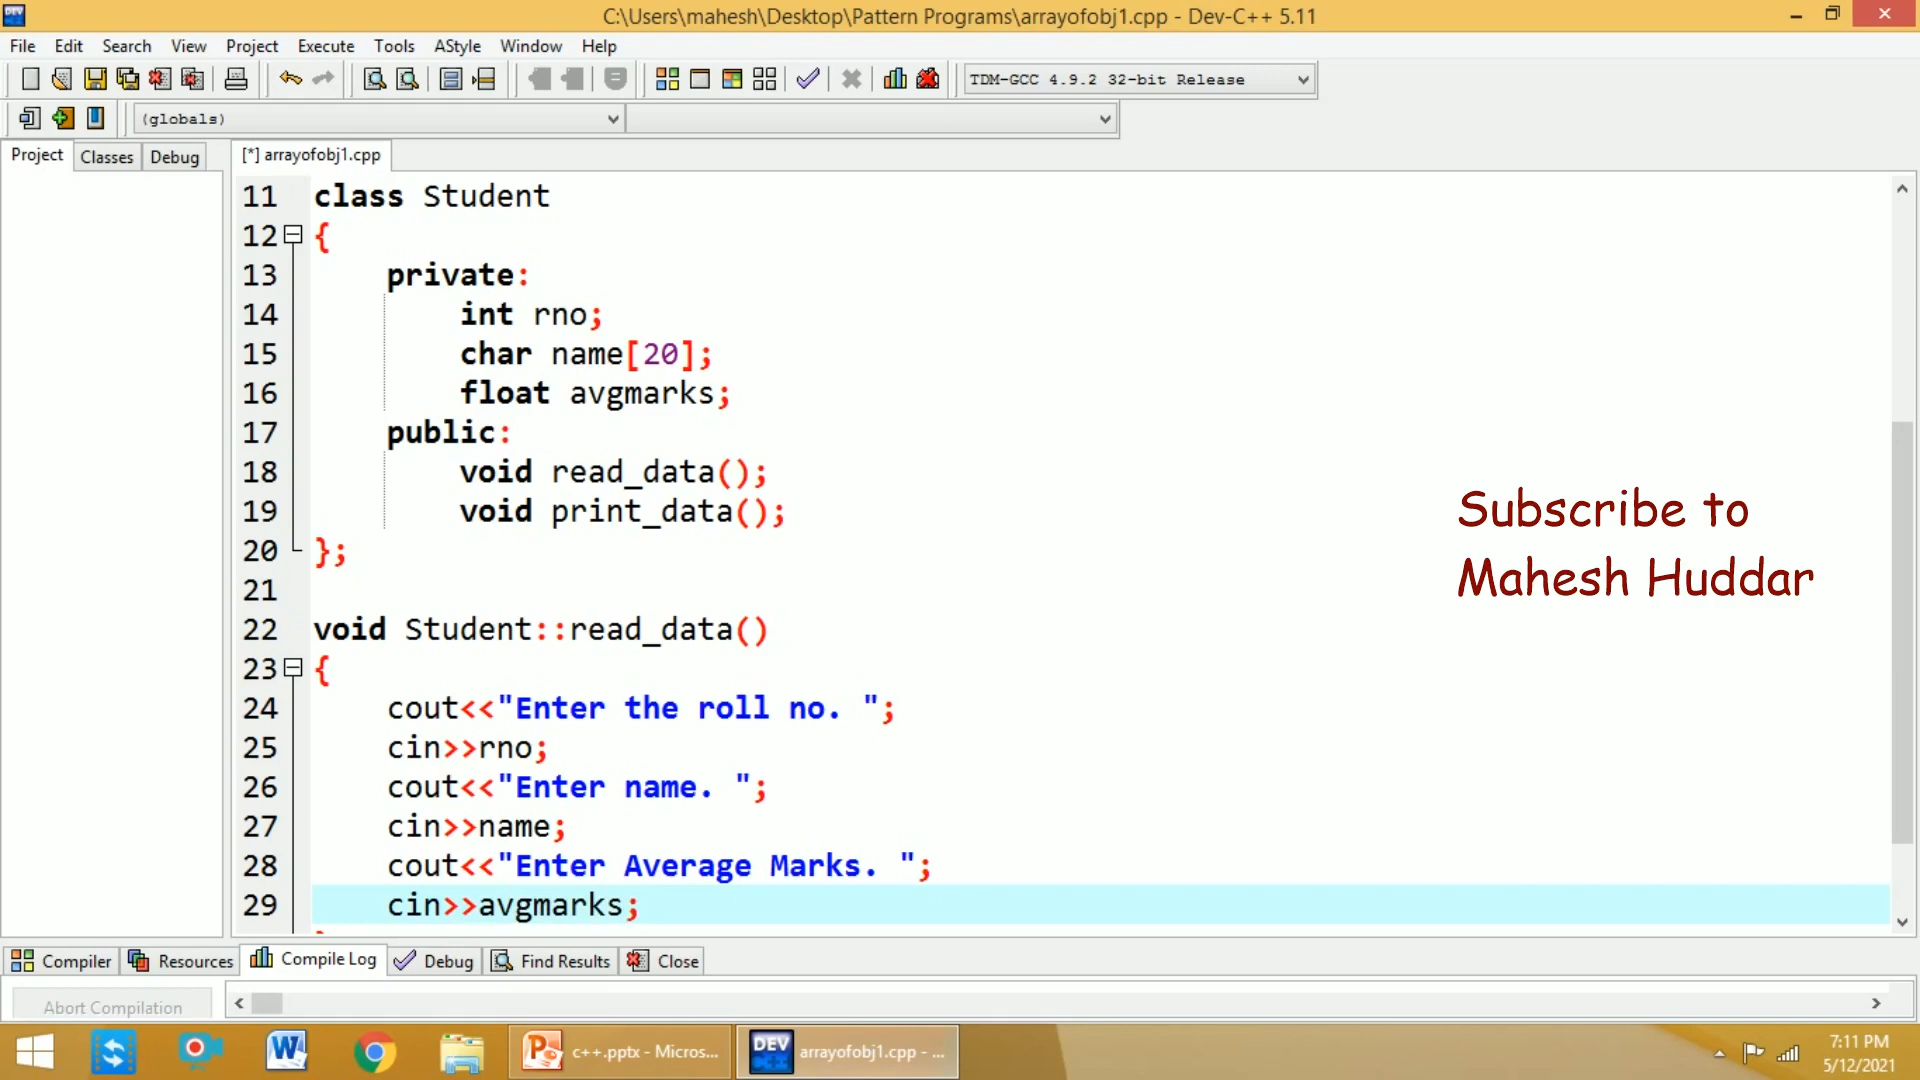 C:\Users\mahesh\Desktop\Pattern Programs\arrayofobj1.cpp - Dev-C++ 5.11
File Edit Search View Project Execute Tools AStyle Window Help
TDM-GCC 4.9.2 32-bit Release
(globals)
Project Classes Debug [*] arrayofobj1.cpp
11 class Student
12 {
13 private:
14 int rno;
15 char name[20];
16 float avgmarks;
17 public:
18 void read_data();
19 void print_data();
20 };
21
22 void Student::read_data()
23 {
24 cout<<"Enter the roll no. ";
25 cin>>rno;
26 cout<<"Enter name. ";
27 cin>>name;
28 cout<<"Enter Average Marks. ";
29 cin>>avgmarks;
Subscribe to
Mahesh Huddar
Compiler Resources Compile Log Debug Find Results Close
Abort Compilation
c++.pptx - Micros... DEV arrayofobj1.cpp - ...
7:11 PM
5/12/2021